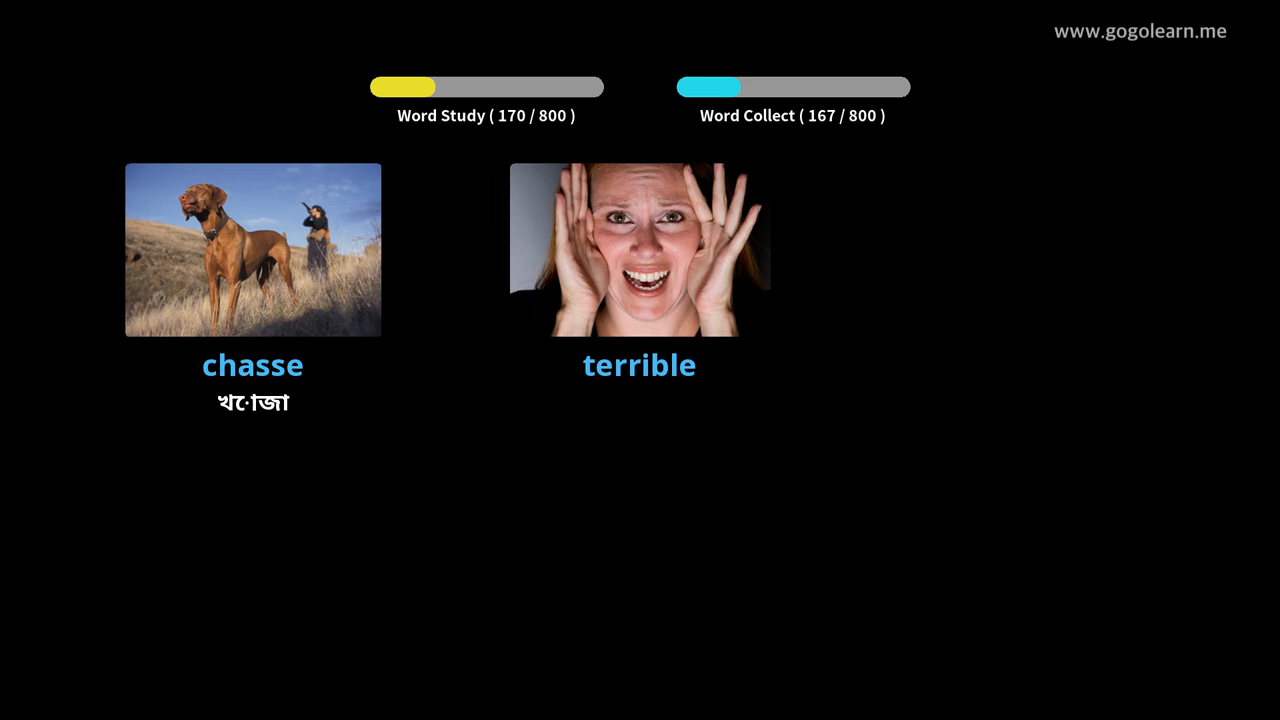 www.gogolearn.me
Word Study ( 170 / 800 )
Word Collect ( 167 / 800 )
chasse
terrible
খোঁজা